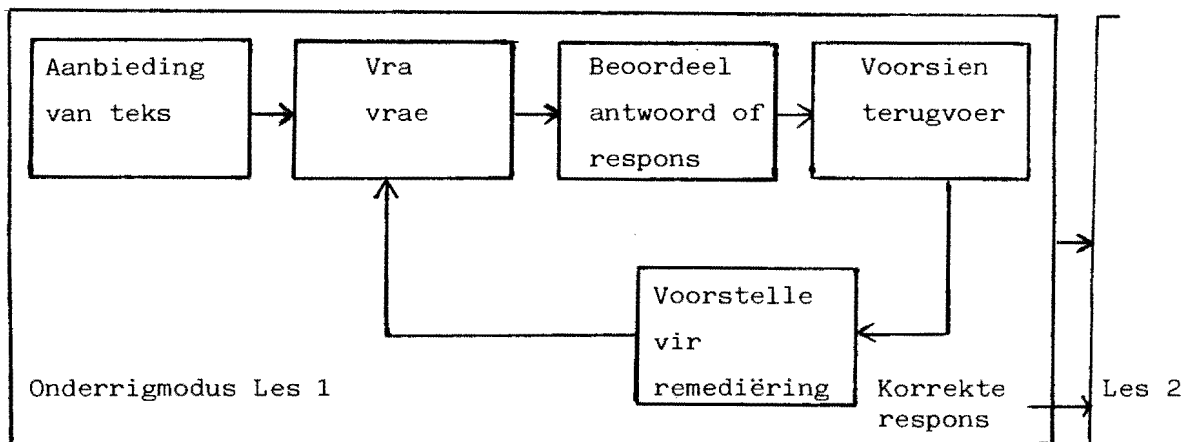 Aanbieding
van teks
Vra
vrae
Beoordeel
antwoord of
respons
Voorsien
terugvoer
Voorstelle
vir
remediëring
Onderrigmodus Les 1
Korrekte
respons
Les 2